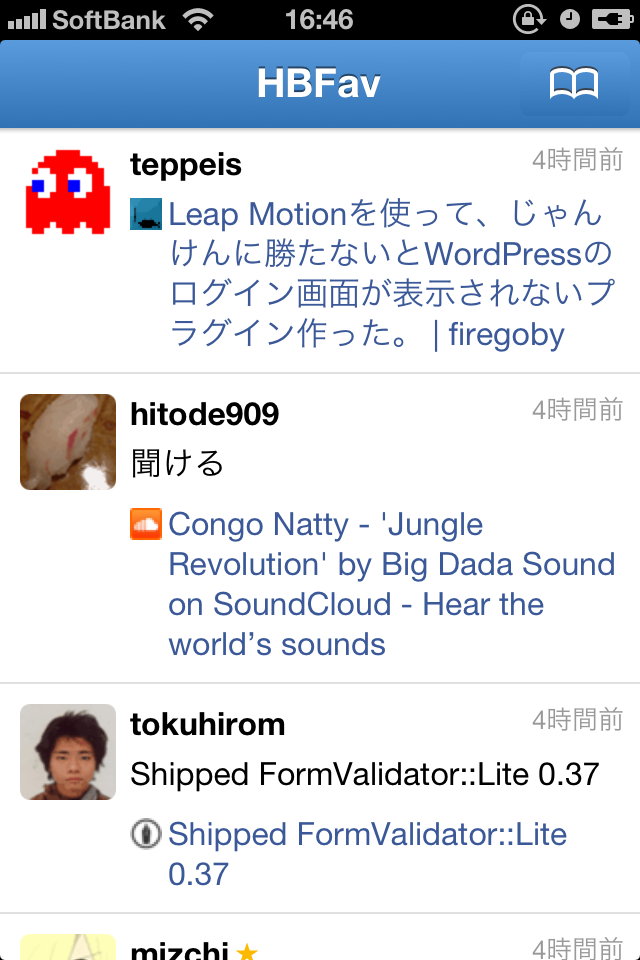 SoftBank 16:46
HBFav
teppeis 4時間前
Leap Motionを使って、じゃん
けんに勝たないとWordPressの
ログイン画面が表示されないプ
ラグイン作った。 | firegoby
hitode909 4時間前
聞ける
Congo Natty - 'Jungle
Revolution' by Big Dada Sound
on SoundCloud - Hear the
world’s sounds
tokuhirom 4時間前
Shipped FormValidator::Lite 0.37
Shipped FormValidator::Lite
0.37
mizchi 4時間前